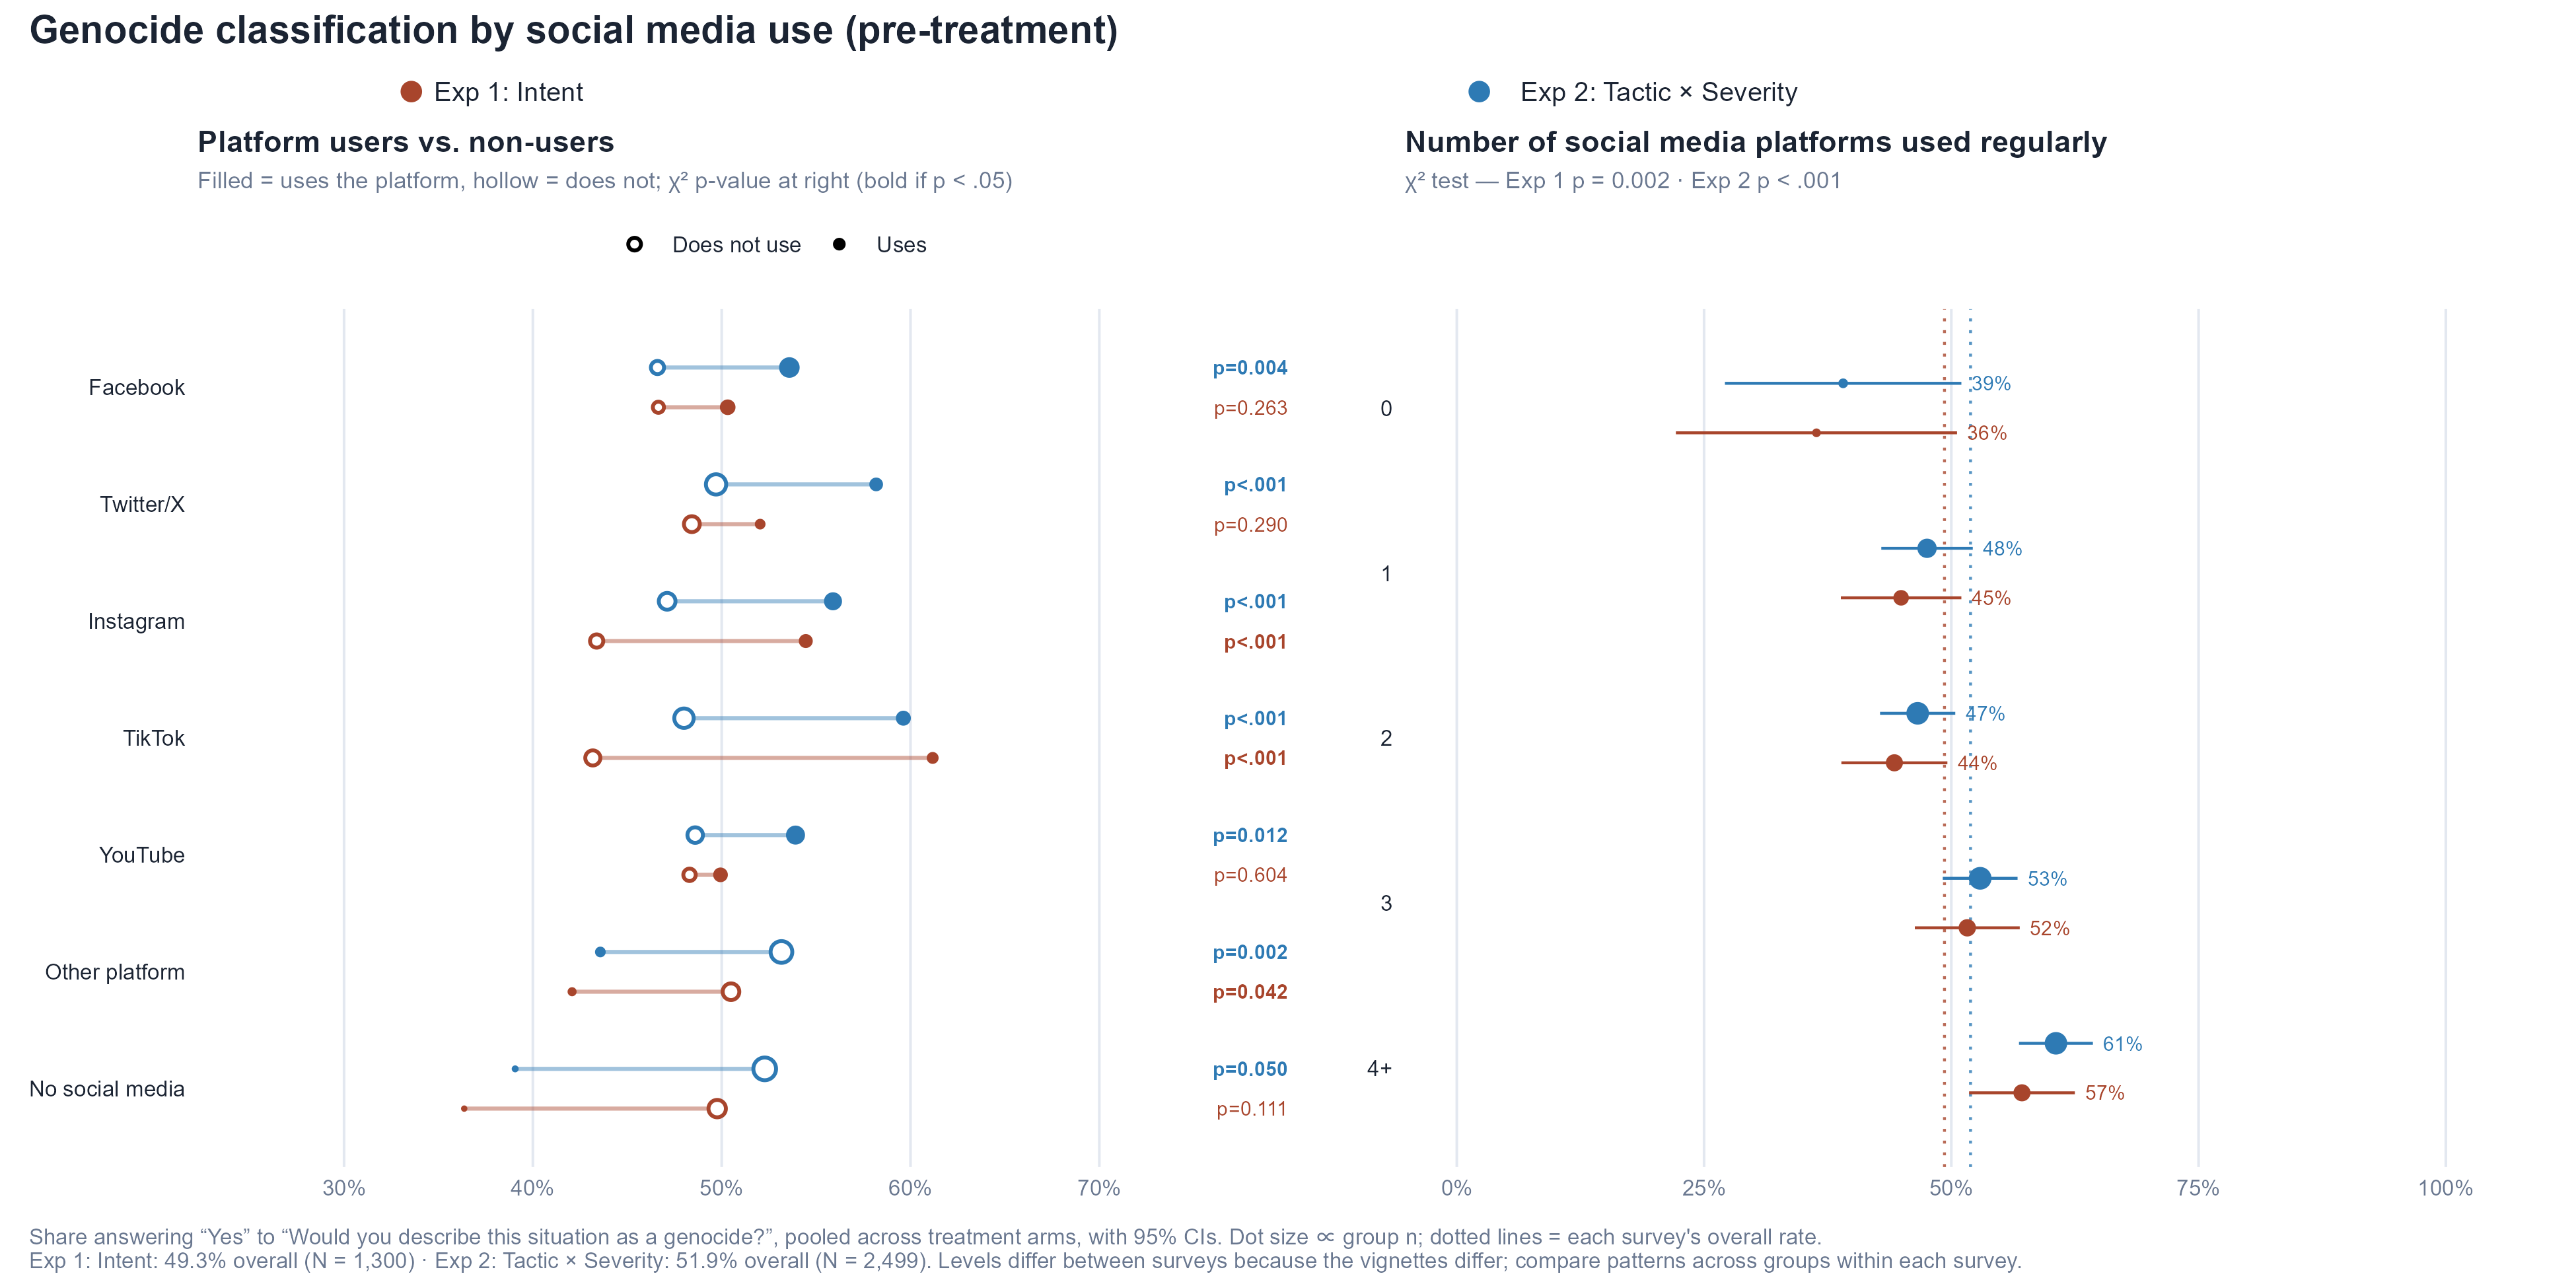 Genocide classification by social media use (pre-treatment)
Exp 1: Intent
Exp 2: Tactic × Severity
Platform users vs. non-users
Filled = uses the platform, hollow = does not; χ² p-value at right (bold if p < .05)
Does not use
Uses
Facebook
p=0.004
p=0.263
Twitter/X
p<.001
p=0.290
Instagram
p<.001
p<.001
TikTok
p<.001
p<.001
YouTube
p=0.012
p=0.604
Other platform
p=0.002
p=0.042
No social media
p=0.050
p=0.111
30% 40% 50% 60% 70%
Number of social media platforms used regularly
χ² test — Exp 1 p = 0.002 · Exp 2 p < .001
0
39%
36%
1
48%
45%
2
47%
44%
3
53%
52%
4+
61%
57%
0% 25% 50% 75% 100%
Share answering “Yes” to “Would you describe this situation as a genocide?”, pooled across treatment arms, with 95% CIs. Dot size ∝ group n; dotted lines = each survey's overall rate.
Exp 1: Intent: 49.3% overall (N = 1,300) · Exp 2: Tactic × Severity: 51.9% overall (N = 2,499). Levels differ between surveys because the vignettes differ; compare patterns across groups within each survey.